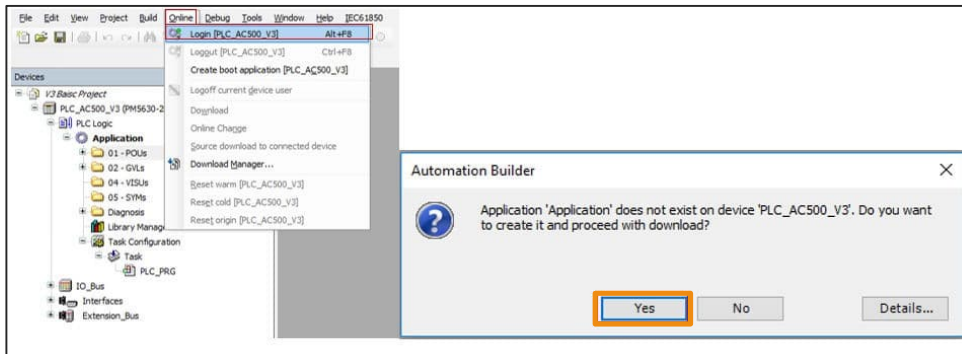 File Edit View Project Build Online Debug Tools Window Help IEC61850
Login [PLC_AC500_V3] Alt+F8
Logout [PLC_AC500_V3] Ctrl+F8
Create boot application [PLC_AC500_V3]
Logoff current device user
Download
Online Change
Source download to connected device
Download Manager...
Reset warm [PLC_AC500_V3]
Reset cold [PLC_AC500_V3]
Reset origin [PLC_AC500_V3]
Devices
V3 Basic Project
PLC_AC500_V3 (PM5630-2
PLC Logic
Application
01 - POUs
02 - GVLs
04 - VISUs
05 - SYMs
Diagnosis
Library Manag
Task Configuration
Task
PLC_PRG
IO_Bus
Interfaces
Extension_Bus
Automation Builder
Application 'Application' does not exist on device 'PLC_AC500_V3'. Do you want
to create it and proceed with download?
Yes No Details...